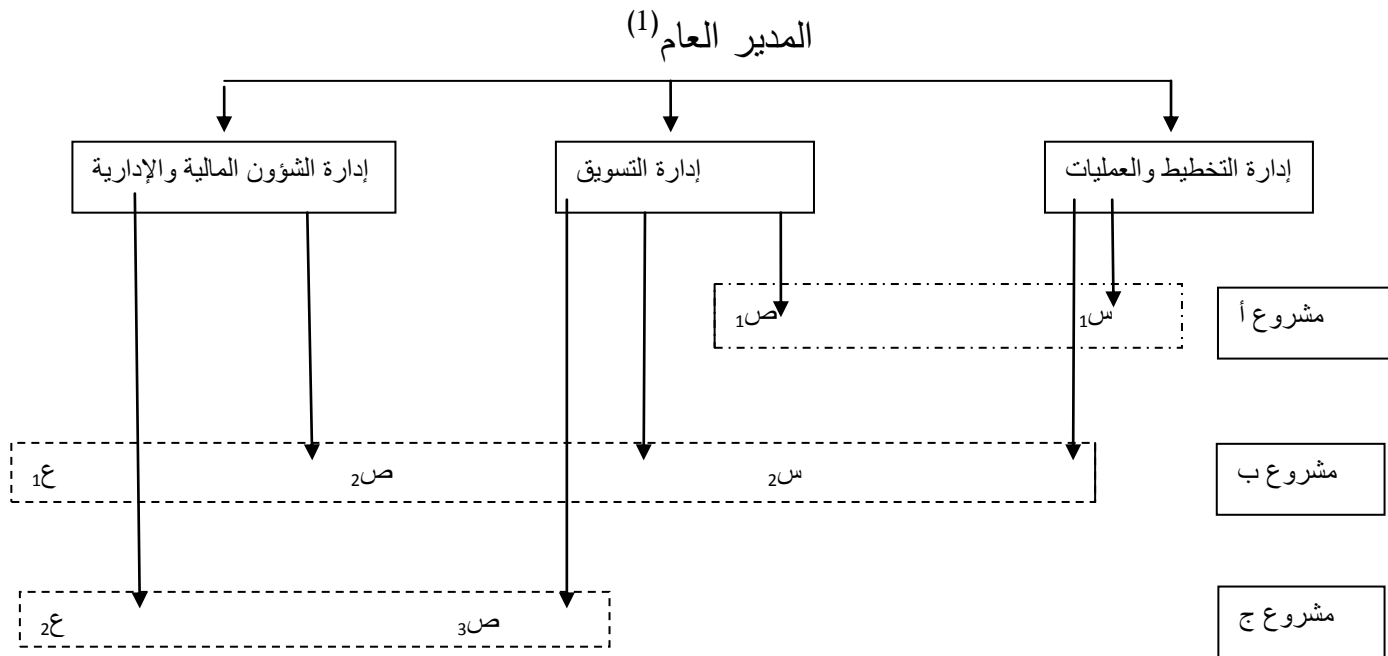 المدير العام(1)
إدارة التخطيط والعمليات
إدارة التسويق
إدارة الشؤون المالية والإدارية
مشروع أ
س1
ص1
مشروع ب
س2
ص2
ع1
مشروع ج
ص3
ع2